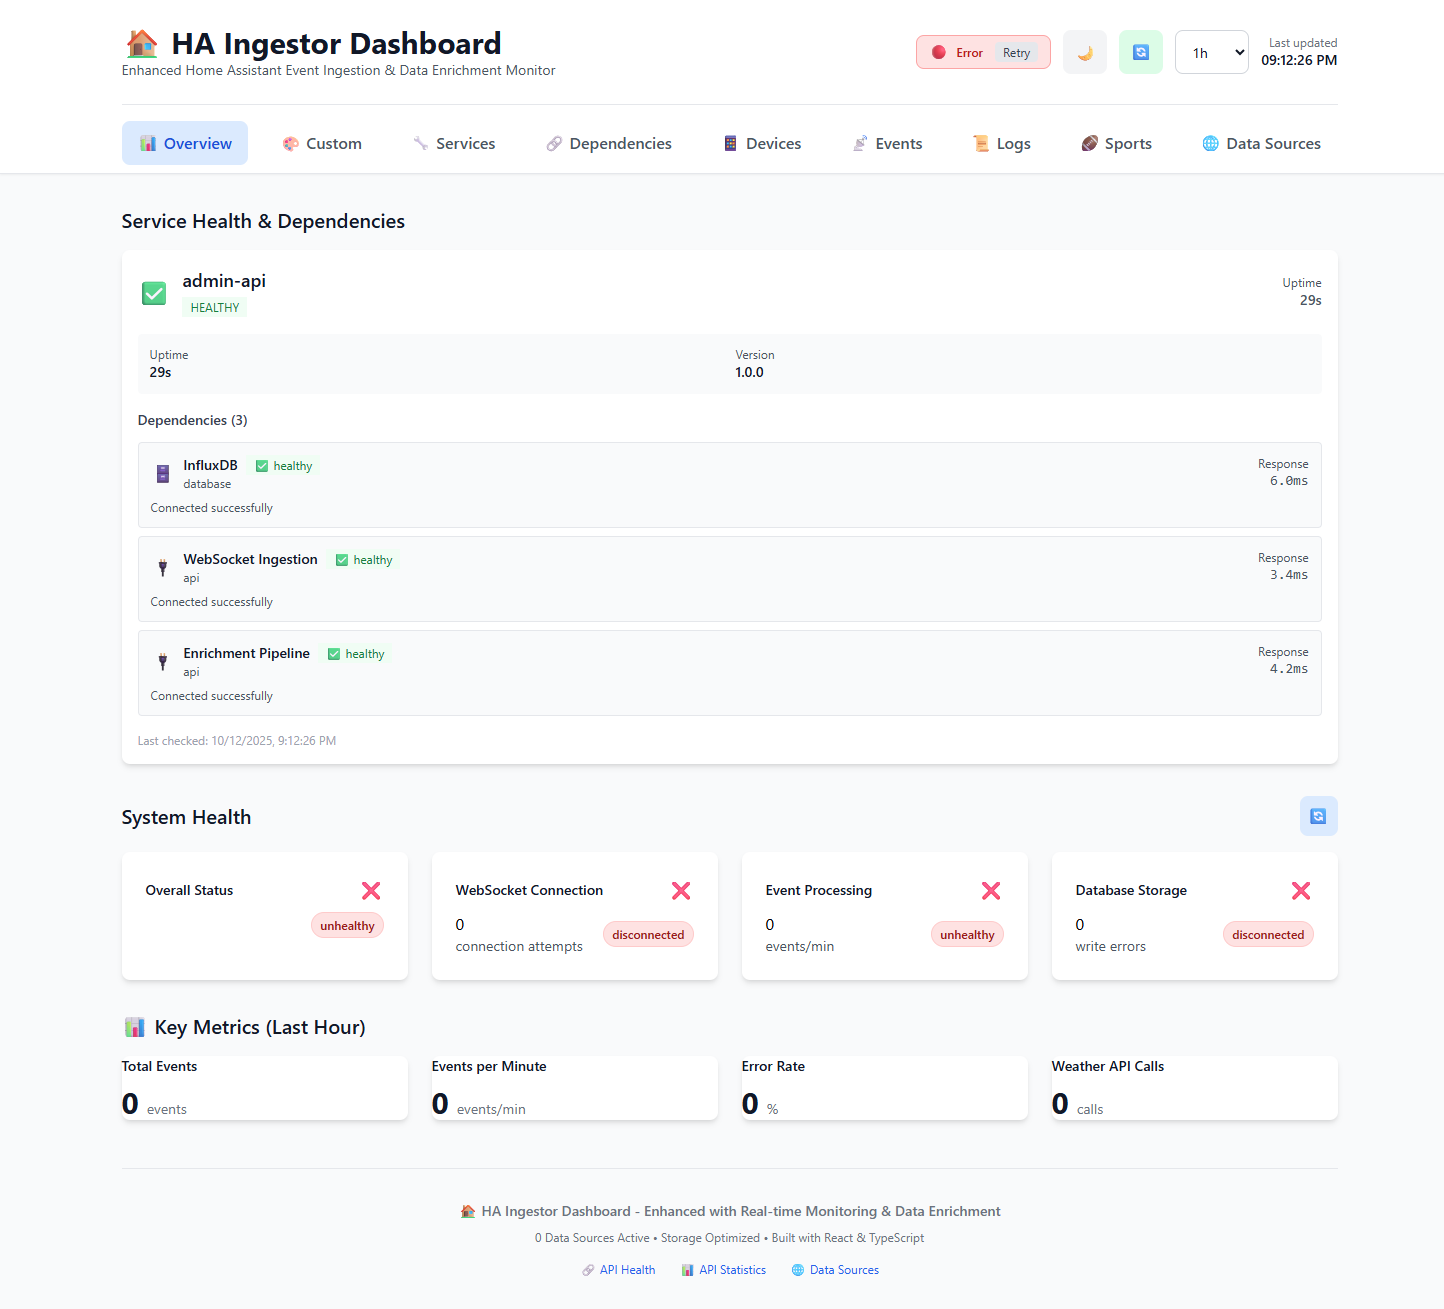 HA Ingestor Dashboard
Enhanced Home Assistant Event Ingestion & Data Enrichment Monitor
Error Retry
1h
Last updated
09:12:26 PM
Overview Custom Services Dependencies Devices Events Logs Sports Data Sources
Service Health & Dependencies
admin-api
HEALTHY
Uptime
29s
Uptime
29s
Version
1.0.0
Dependencies (3)
InfluxDB healthy
database
Connected successfully
Response
6.0ms
WebSocket Ingestion healthy
api
Connected successfully
Response
3.4ms
Enrichment Pipeline healthy
api
Connected successfully
Response
4.2ms
Last checked: 10/12/2025, 9:12:26 PM
System Health
Overall Status
unhealthy
WebSocket Connection
0
connection attempts
disconnected
Event Processing
0
events/min
unhealthy
Database Storage
0
write errors
disconnected
Key Metrics (Last Hour)
Total Events
0 events
Events per Minute
0 events/min
Error Rate
0 %
Weather API Calls
0 calls
HA Ingestor Dashboard - Enhanced with Real-time Monitoring & Data Enrichment
0 Data Sources Active • Storage Optimized • Built with React & TypeScript
API Health API Statistics Data Sources